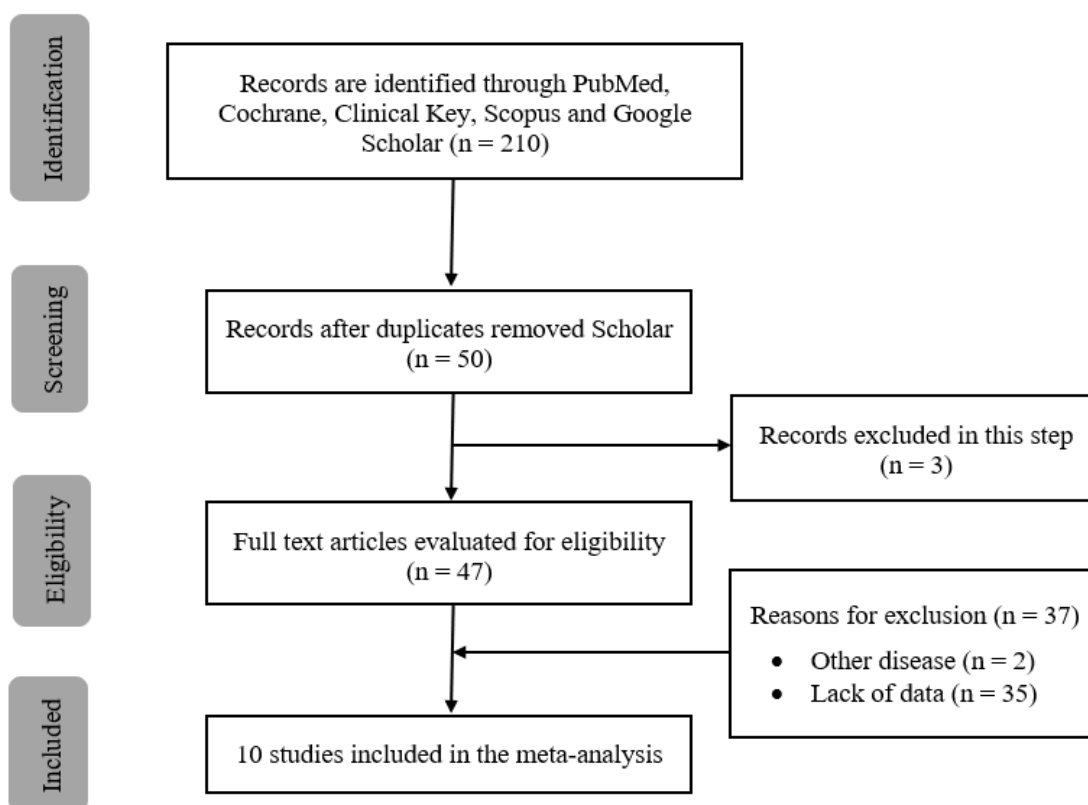 Identification
Records are identified through PubMed,
Cochrane, Clinical Key, Scopus and Google
Scholar (n = 210)
Screening
Records after duplicates removed Scholar
(n = 50)
Records excluded in this step
(n = 3)
Eligibility
Full text articles evaluated for eligibility
(n = 47)
Reasons for exclusion (n = 37)
• Other disease (n = 2)
• Lack of data (n = 35)
Included
10 studies included in the meta-analysis